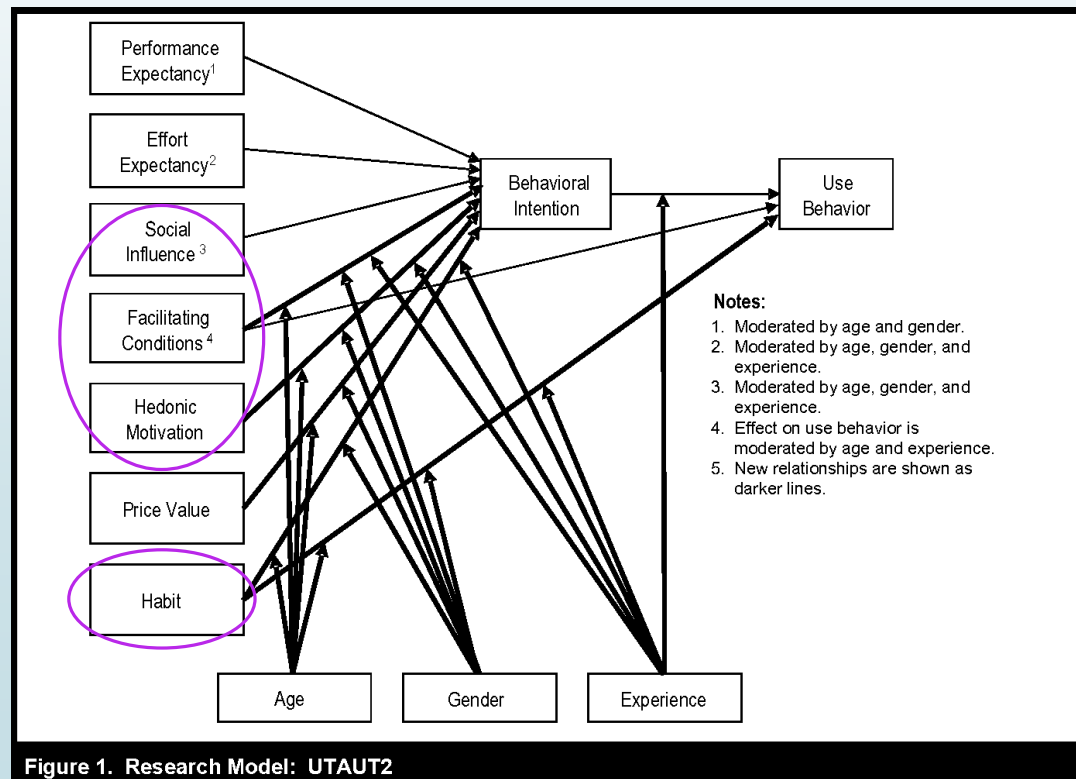 Performance
Expectancy1
Effort
Expectancy2
Social
Influence 3
Facilitating
Conditions 4
Hedonic
Motivation
Price Value
Habit
Behavioral
Intention
Use
Behavior
Notes:
1. Moderated by age and gender.
2. Moderated by age, gender, and
experience.
3. Moderated by age, gender, and
experience.
4. Effect on use behavior is
moderated by age and experience.
5. New relationships are shown as
darker lines.
Age
Gender
Experience
Figure 1. Research Model: UTAUT2